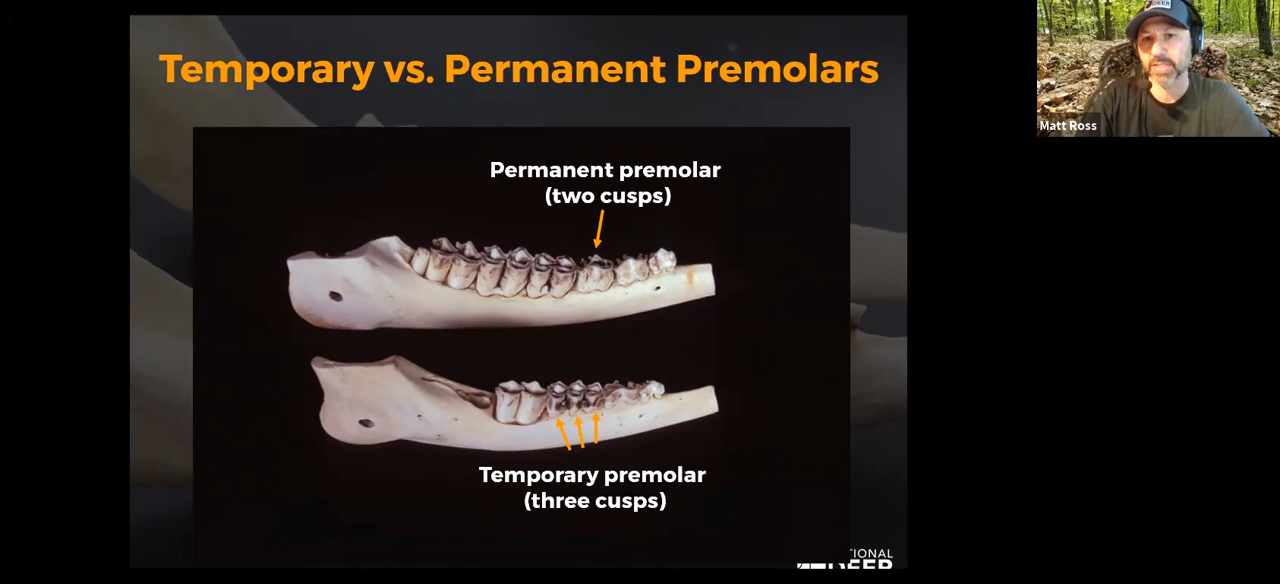 Temporary vs. Permanent Premolars
Permanent premolar
(two cusps)
Temporary premolar
(three cusps)
Matt Ross